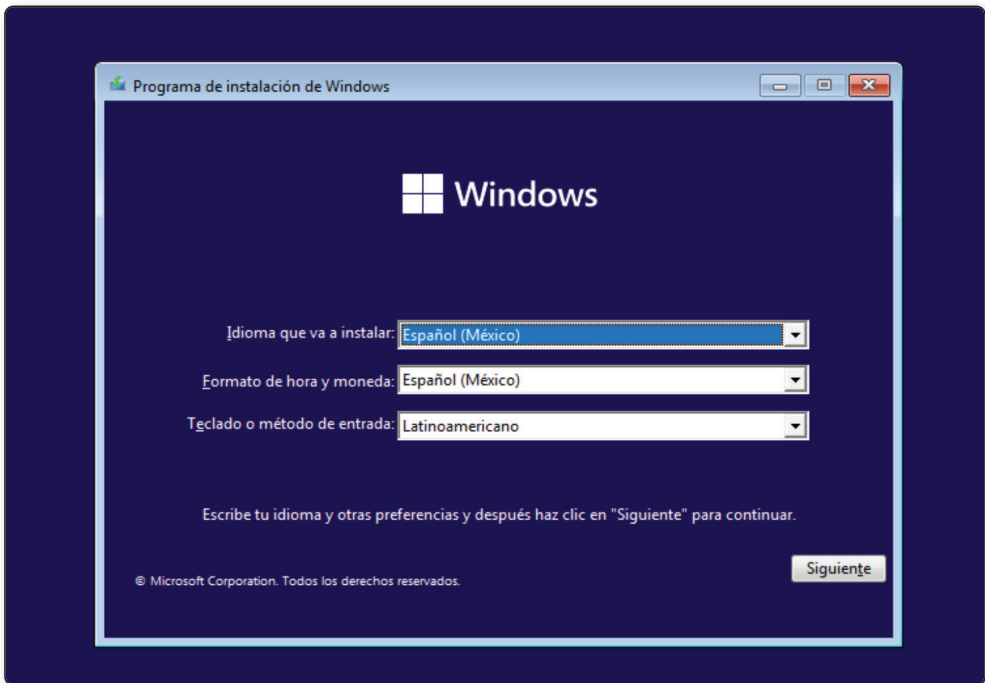 Programa de instalación de Windows
Windows
Idioma que va a instalar: Español (México)
Formato de hora y moneda: Español (México)
Teclado o método de entrada: Latinoamericano
Escribe tu idioma y otras preferencias y después haz clic en "Siguiente" para continuar.
Siguiente
© Microsoft Corporation. Todos los derechos reservados.